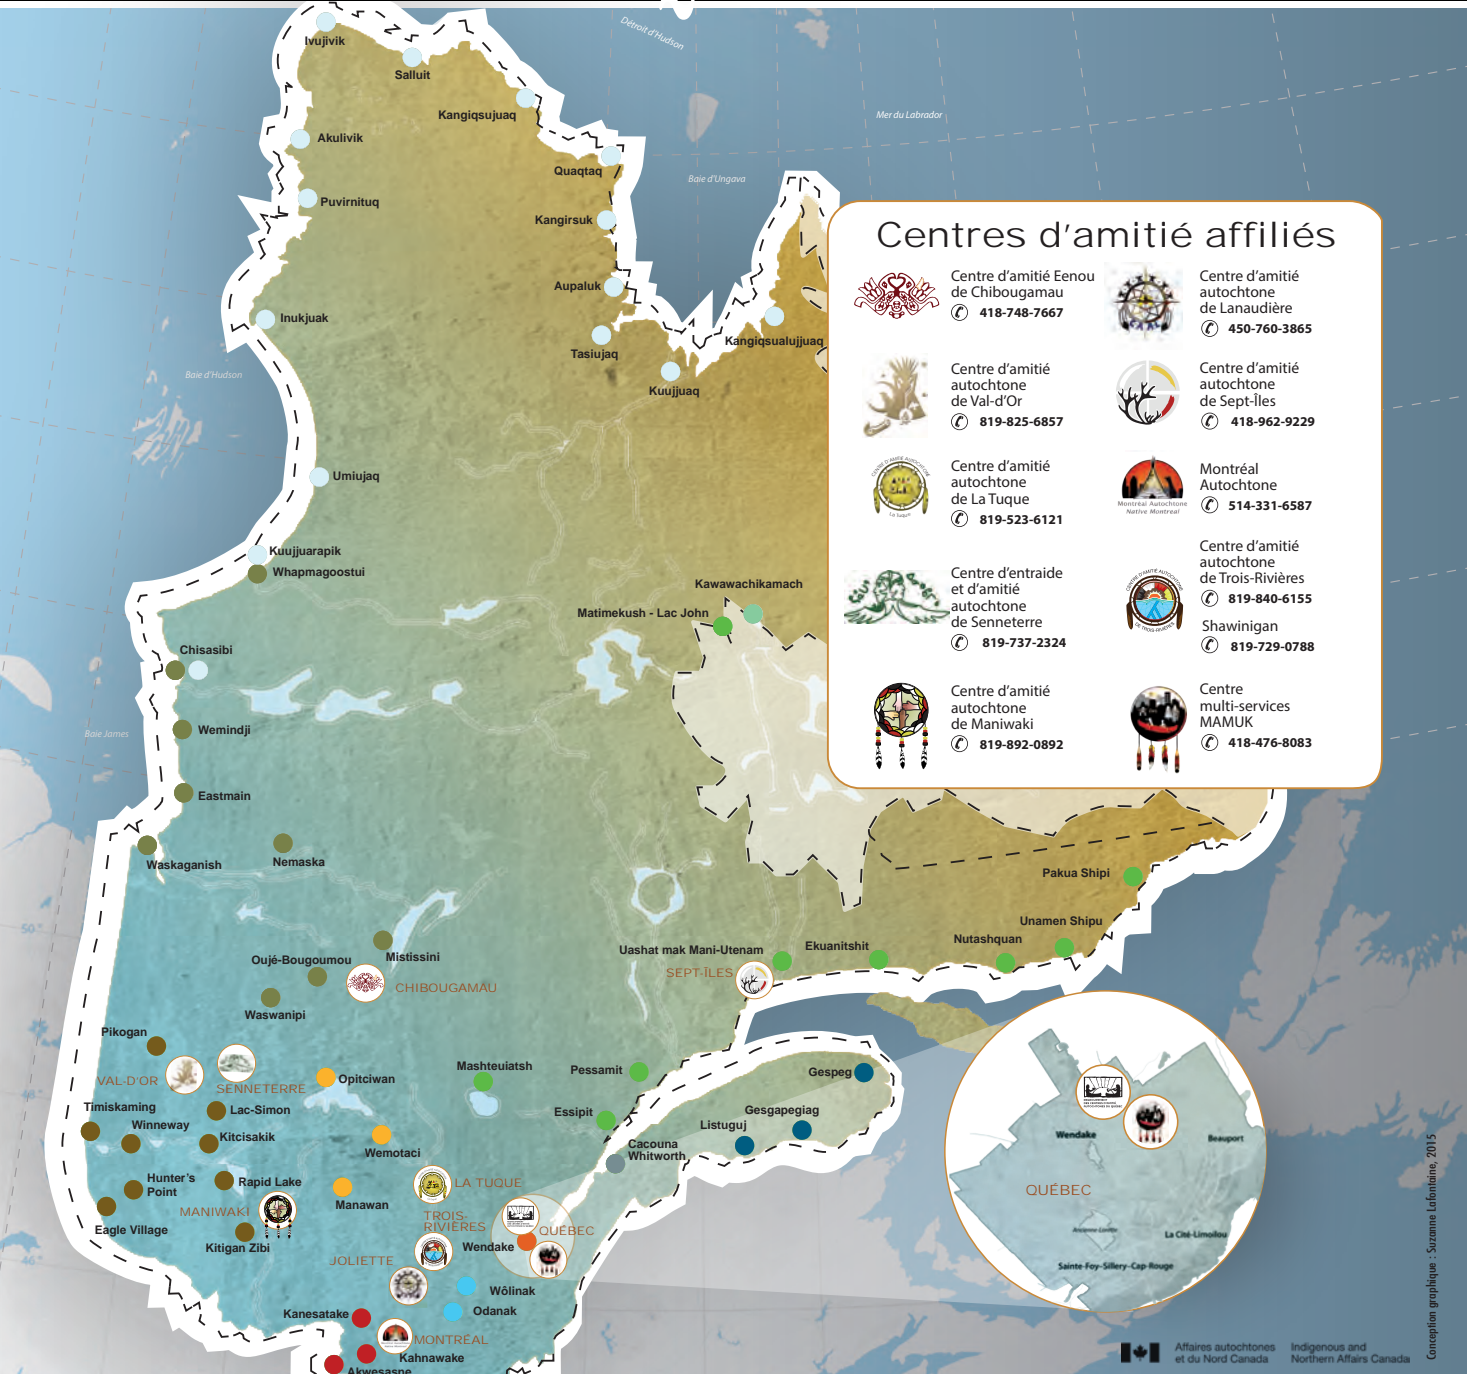 Détroit d'Hudson
Ivujivik
Salluit
Kangiqsujuaq
Mer du Labrador
Akulivik
Quaqtaq
Baie d'Ungava
Puvirnituq
Kangirsuk
Aupaluk
Inukjuak
Kangiqsualujjuaq
Tasiujaq
Baie d'Hudson
Kuujjuaq
Umiujaq
Kuujjuarapik
Whapmagoostui
Kawawachikamach
Matimekush - Lac John
Chisasibi
Wemindji
Baie James
Eastmain
Waskaganish
Nemaska
Centres d'amitié affiliés
Centre d'amitié Eenou
de Chibougamau
418-748-7667
Centre d'amitié
autochtone
de Val-d'Or
819-825-6857
Centre d'amitié
autochtone
de La Tuque
819-523-6121
Centre d'entraide
et d'amitié
autochtone
de Senneterre
819-737-2324
Centre d'amitié
autochtone
de Maniwaki
819-892-0892
Centre d'amitié
autochtone
de Lanaudière
450-760-3865
Centre d'amitié
autochtone
de Sept-Îles
418-962-9229
Montréal Autochtone
Native Montreal
Montréal
Autochtone
514-331-6587
Centre d'amitié
autochtone
de Trois-Rivières
819-840-6155
Shawinigan
819-729-0788
Centre
multi-services
MAMUK
418-476-8083
Pakua Shipi
Unamen Shipu
Nutashquan
Ekuanitshit
Uashat mak Mani-Utenam
SEPT-ÎLES
50°
Mistissini
Oujé-Bougoumou
CHIBOUGAMAU
Waswanipi
Pikogan
VAL-D'OR
SENNETERRE
Opitciwan
Mashteuiatsh
Pessamit
Gespeg
Timiskaming
Lac-Simon
Winneway
Kitcisakik
Essipit
Gesgapegiag
Listuguj
Wemotaci
Cacouna
Whitworth
Hunter's
Point
Rapid Lake
LA TUQUE
Manawan
MANIWAKI
TROIS-
RIVIÈRES
Eagle Village
Kitigan Zibi
Wendake
QUÉBEC
JOLIETTE
46°
Wôlinak
Odanak
Kanesatake
MONTRÉAL
Kahnawake
Akwesasne
Wendake
Beauport
QUÉBEC
Ancienne-Lorette
La Cité-Limoilou
Sainte-Foy-Sillery-Cap-Rouge
Affaires autochtones
et du Nord Canada
Indigenous and
Northern Affairs Canada
Conception graphique : Suzanne Lafontaine, 2015